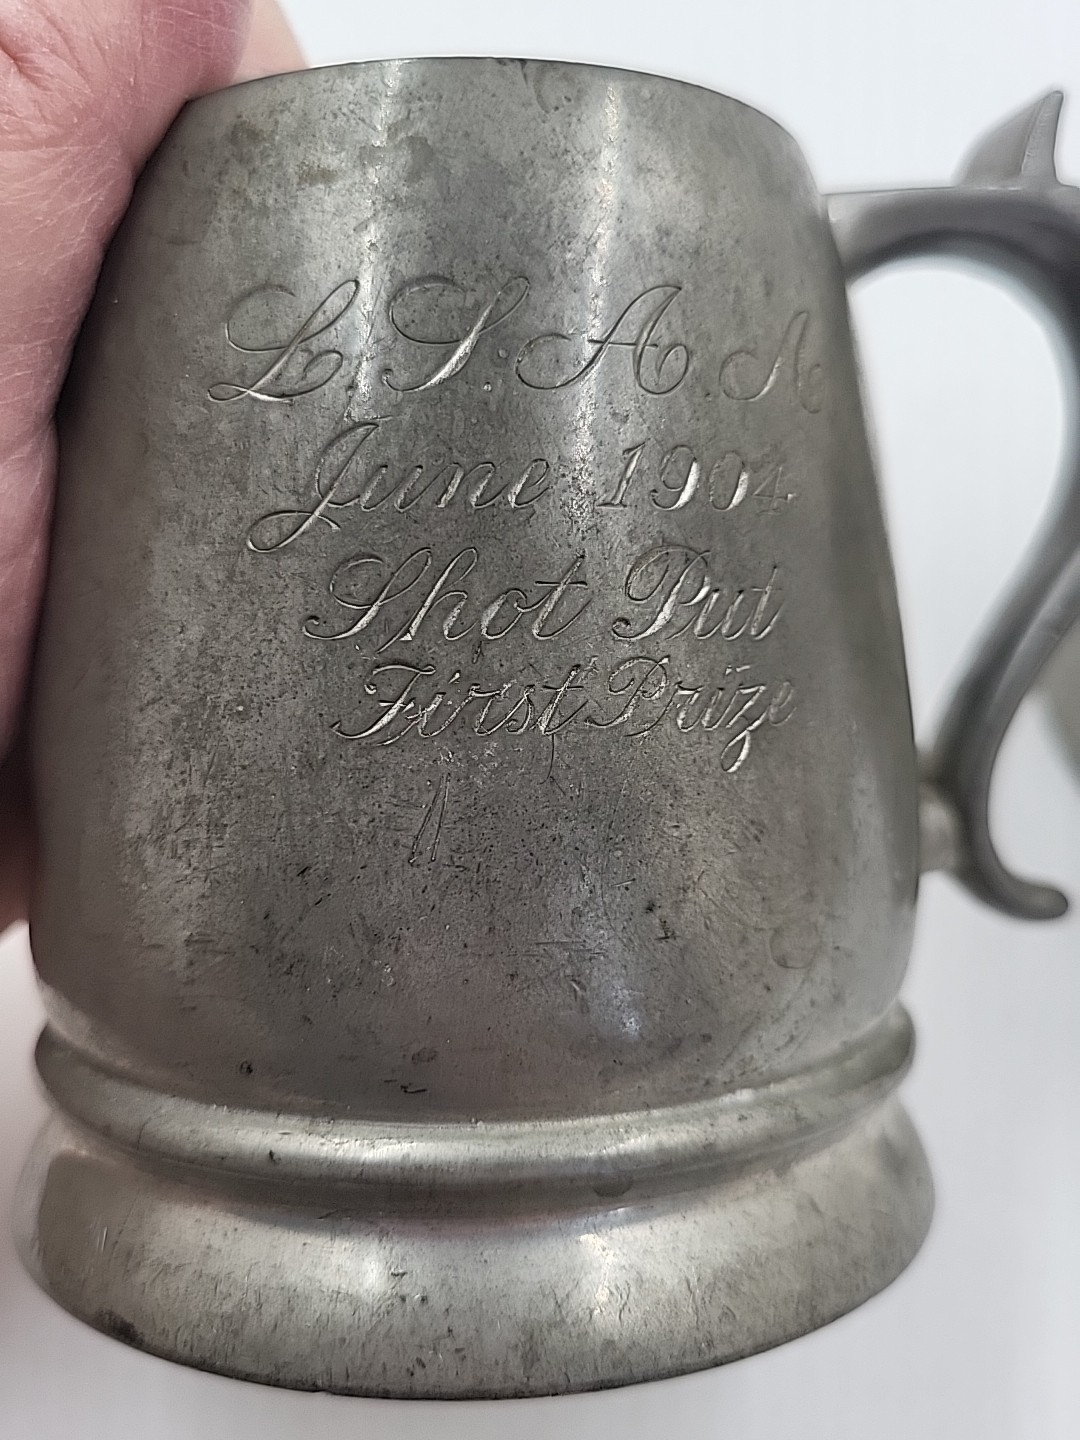 L. S. A. A
June 1904
Shot Put
First Prize